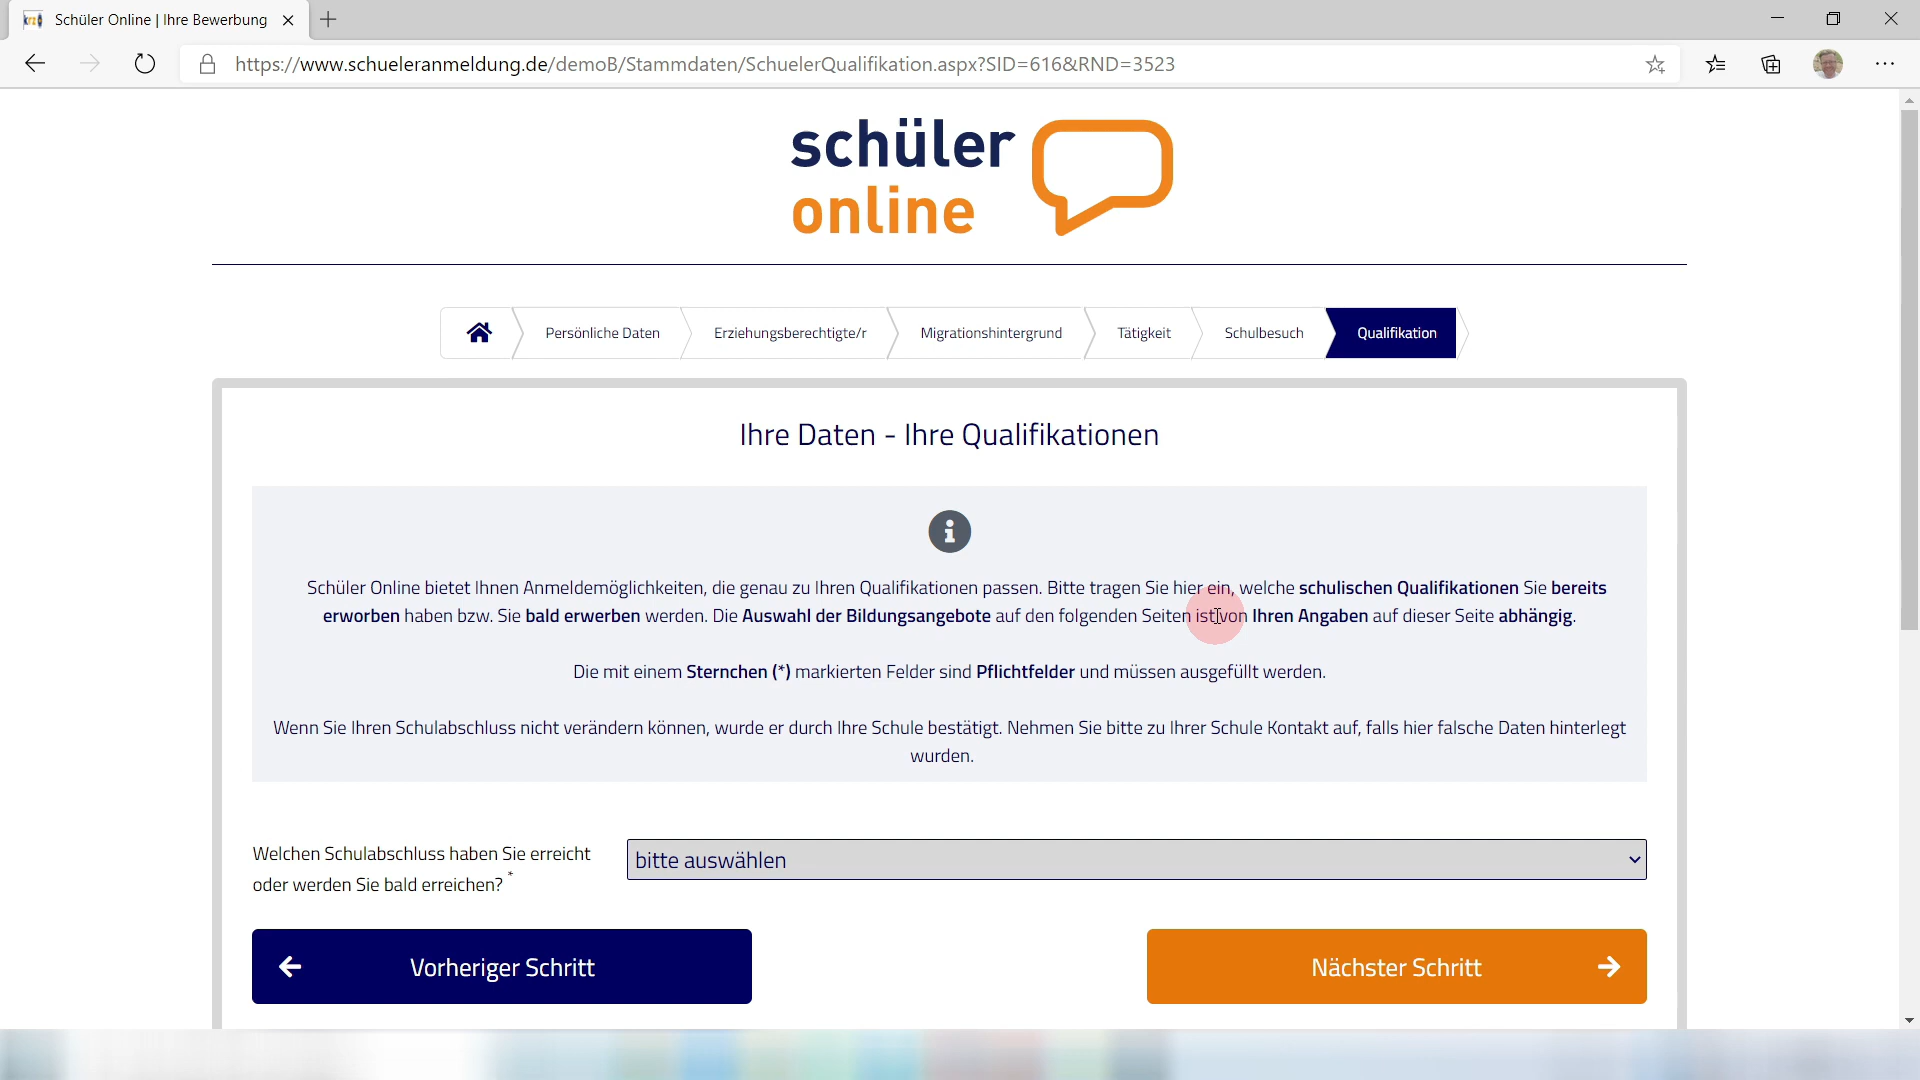 Schüler Online | Ihre Bewerbung
https://www.schueleranmeldung.de/demoB/Stammdaten/SchuelerQualifikation.aspx?SID=616&RND=3523
schüler
online
Persönliche Daten
Erziehungsberechtigte/r
Migrationshintergrund
Tätigkeit
Schulbesuch
Qualifikation
Ihre Daten - Ihre Qualifikationen
Schüler Online bietet Ihnen Anmeldemöglichkeiten, die genau zu Ihren Qualifikationen passen. Bitte tragen Sie hier ein, welche schulischen Qualifikationen Sie bereits
erworben haben bzw. Sie bald erwerben werden. Die Auswahl der Bildungsangebote auf den folgenden Seiten ist von Ihren Angaben auf dieser Seite abhängig.
Die mit einem Sternchen (*) markierten Felder sind Pflichtfelder und müssen ausgefüllt werden.
Wenn Sie Ihren Schulabschluss nicht verändern können, wurde er durch Ihre Schule bestätigt. Nehmen Sie bitte zu Ihrer Schule Kontakt auf, falls hier falsche Daten hinterlegt
wurden.
Welchen Schulabschluss haben Sie erreicht
oder werden Sie bald erreichen? *
bitte auswählen
Vorheriger Schritt
Nächster Schritt